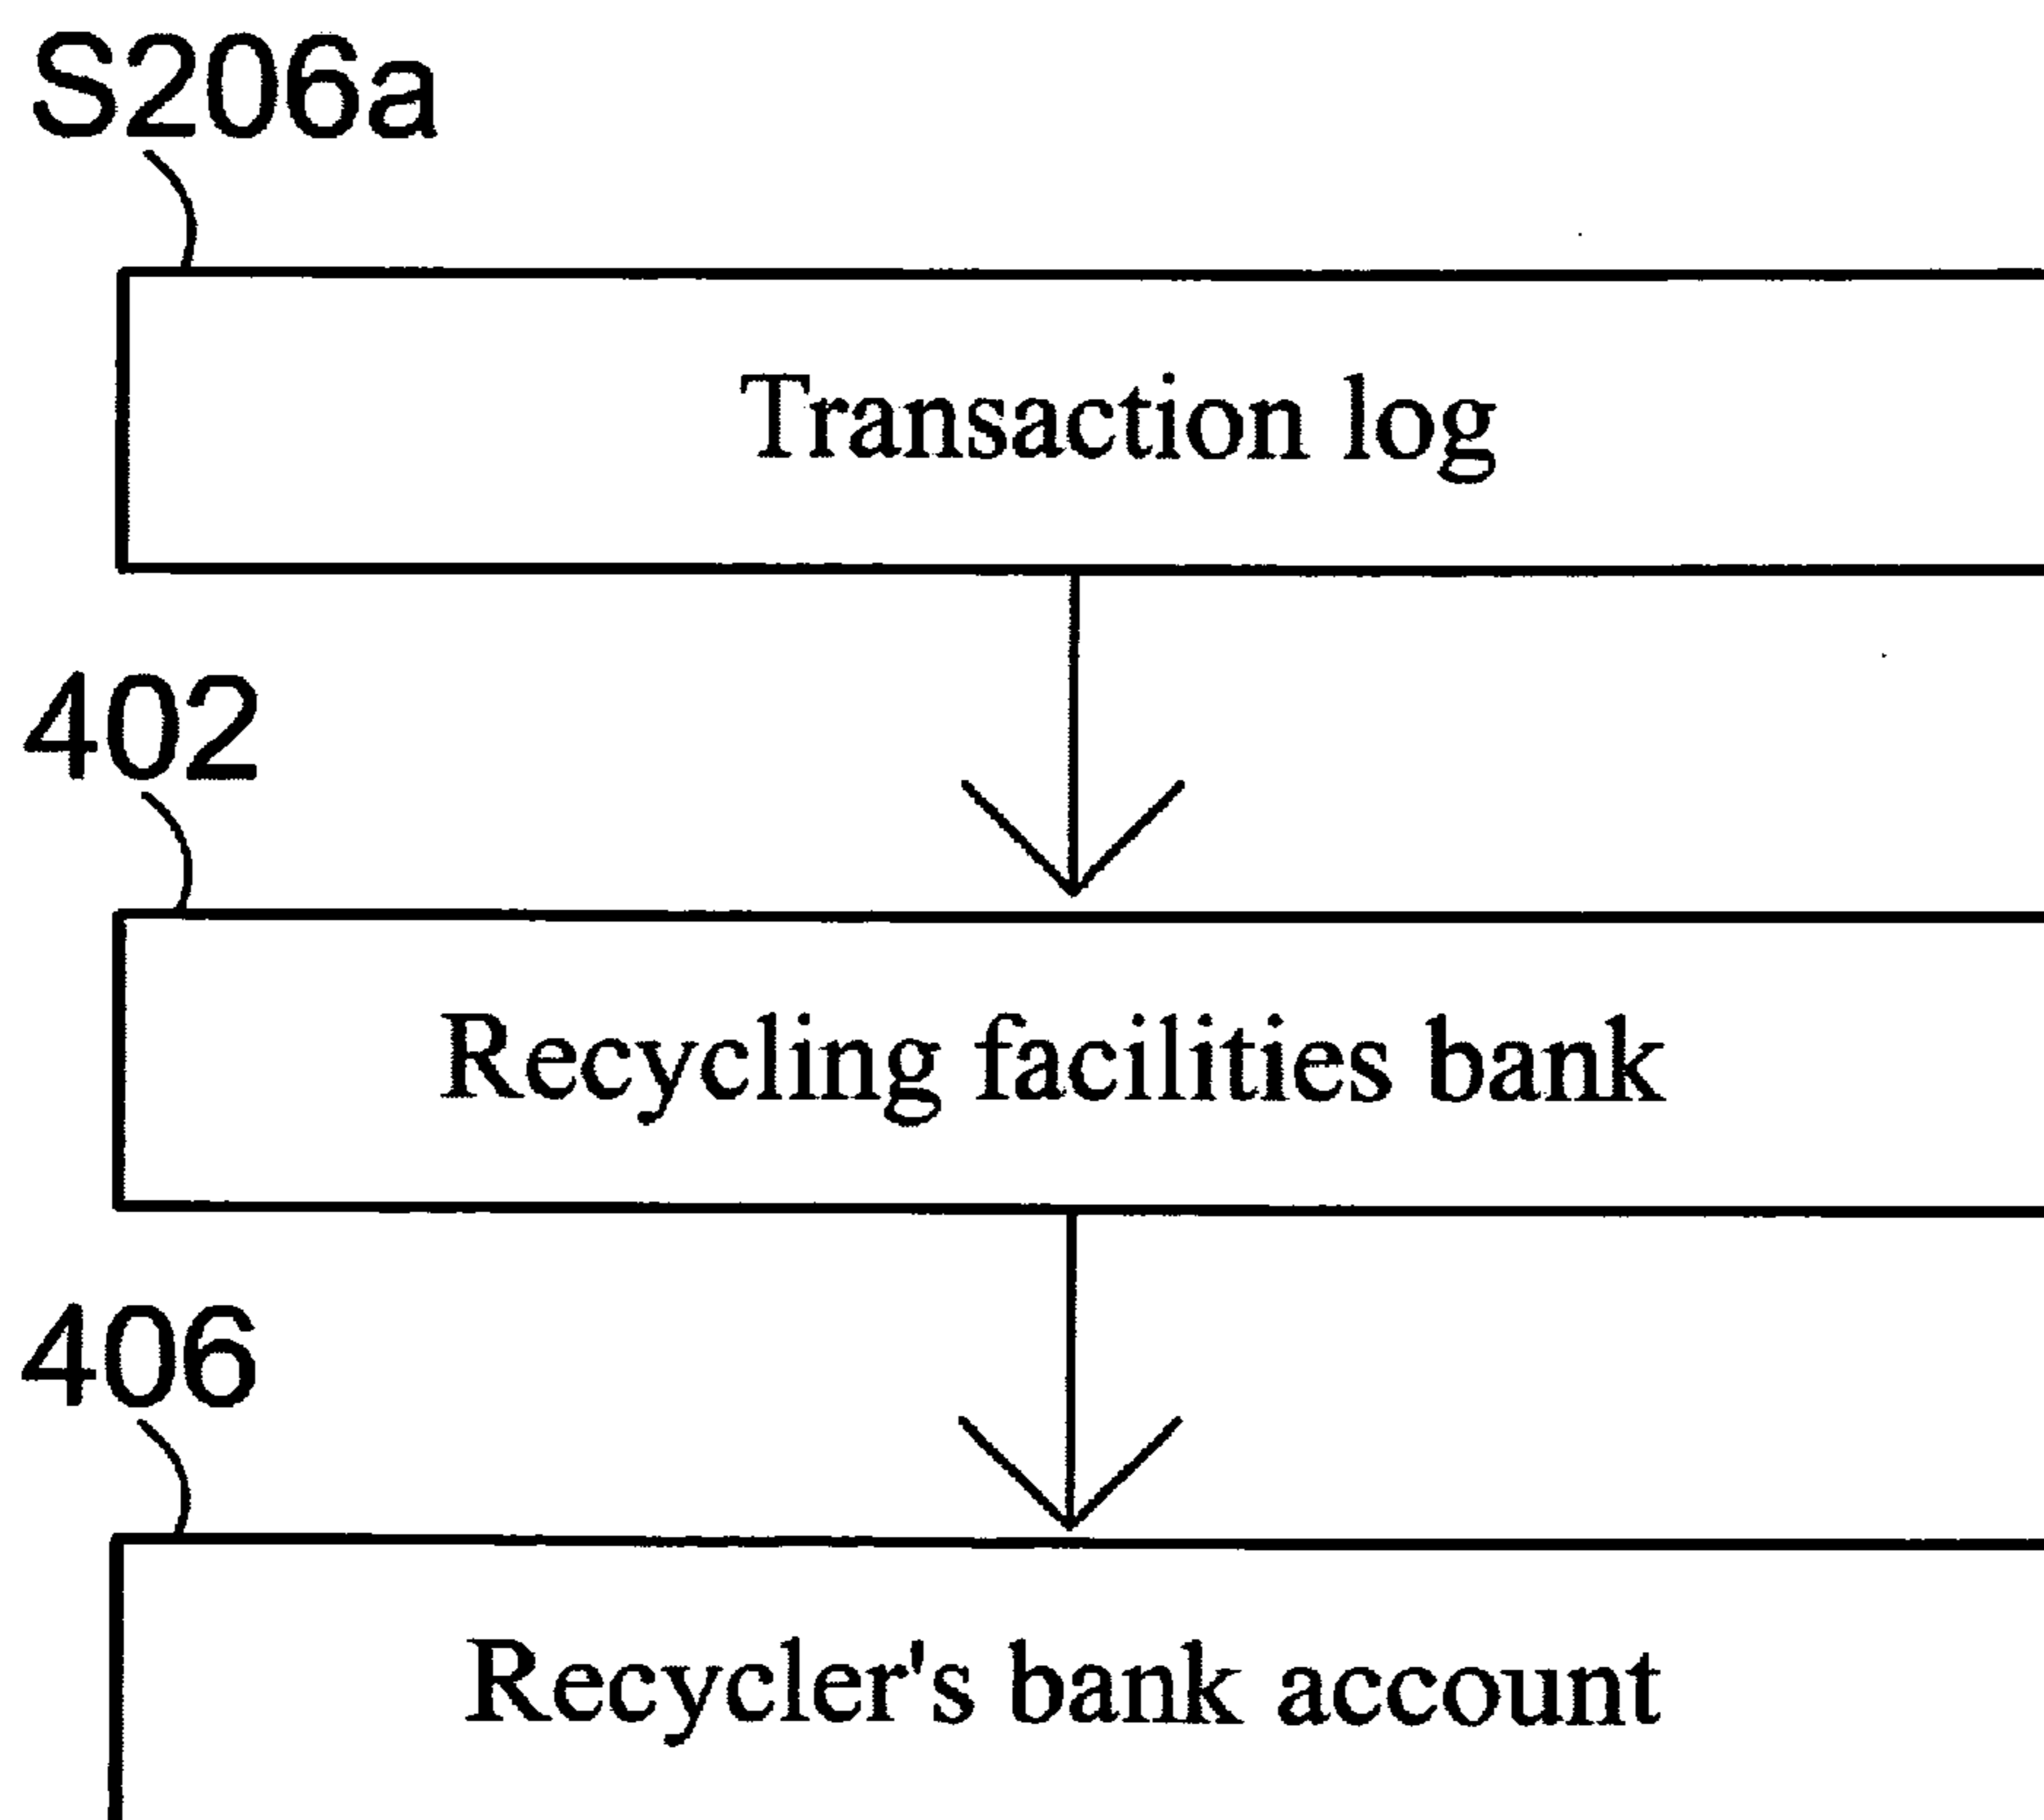 S206a
Transaction log
402
Recycling facilities bank
406
Recycler's bank account